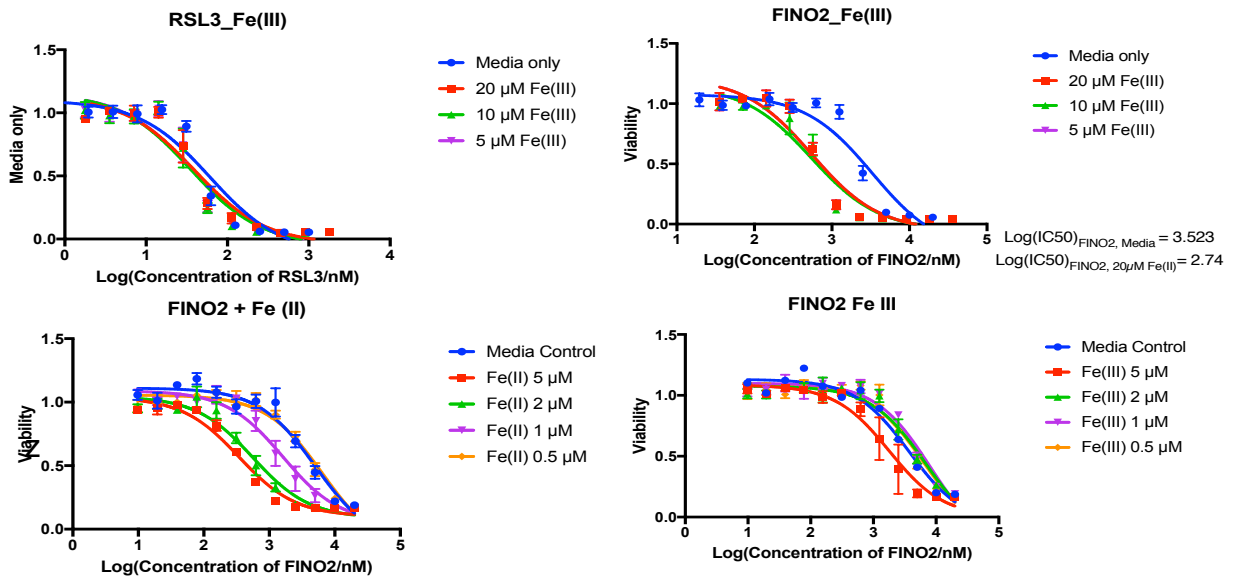 RSL3_Fe(III)
1.5
1.0
0.5
0.0
Media only
0
1
2
3
4
Log(Concentration of RSL3/nM)
Media only
20 µM Fe(III)
10 µM Fe(III)
5 µM Fe(III)
FINO2_Fe(III)
1.5
1.0
0.5
0.0
Viability
1
2
3
4
5
Log(Concentration of FINO2/nM)
Media only
20 µM Fe(III)
10 µM Fe(III)
5 µM Fe(III)
Log(IC50)FINO2, Media = 3.523
Log(IC50)FINO2, 20µM Fe(II) = 2.74
FINO2 + Fe (II)
1.5
1.0
0.5
0.0
Viability
0
1
2
3
4
5
Log(Concentration of FINO2/nM)
Media Control
Fe(II) 5 µM
Fe(II) 2 µM
Fe(II) 1 µM
Fe(II) 0.5 µM
FINO2 Fe III
1.5
1.0
0.5
0.0
Viability
0
1
2
3
4
5
Log(Concentration of FINO2/nM)
Media Control
Fe(III) 5 µM
Fe(III) 2 µM
Fe(III) 1 µM
Fe(III) 0.5 µM